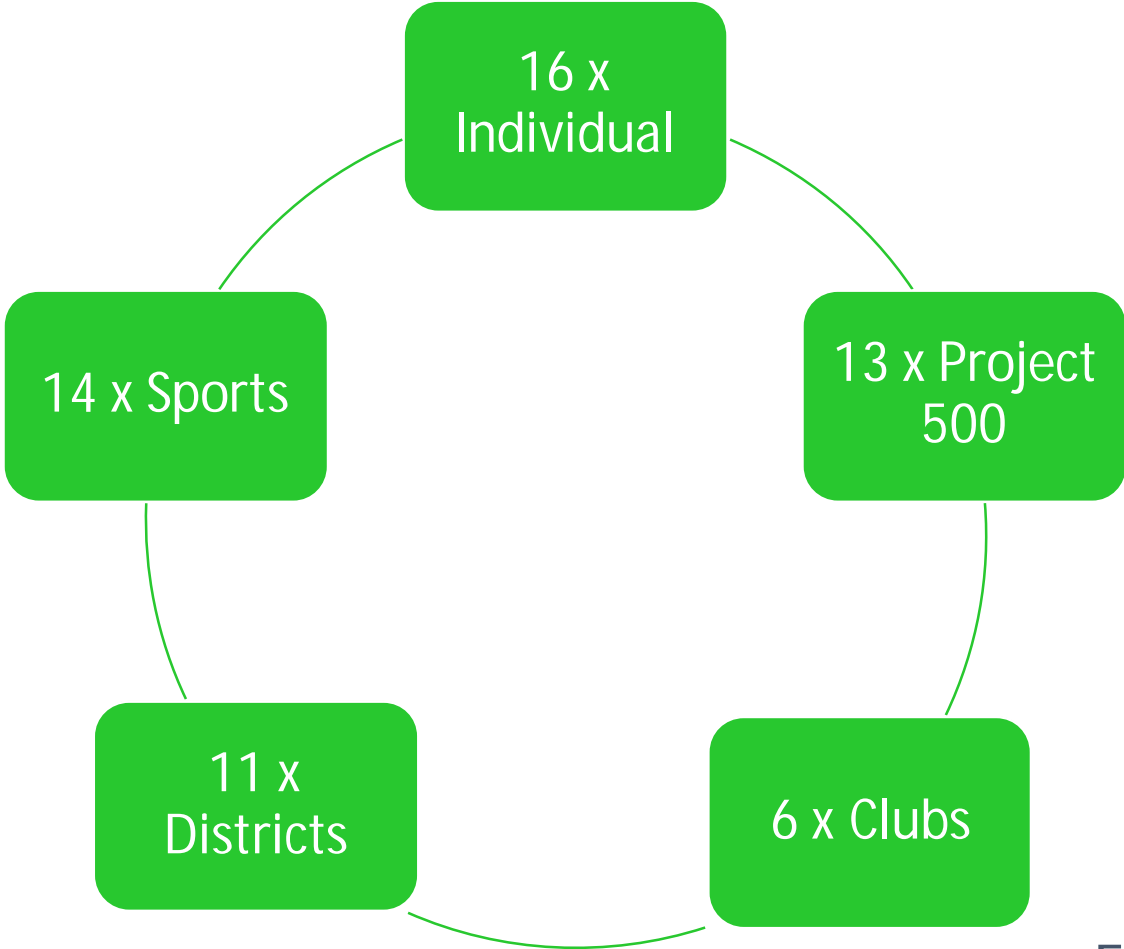 16 x
Individual
13 x Project
500
6 x Clubs
11 x
Districts
14 x Sports